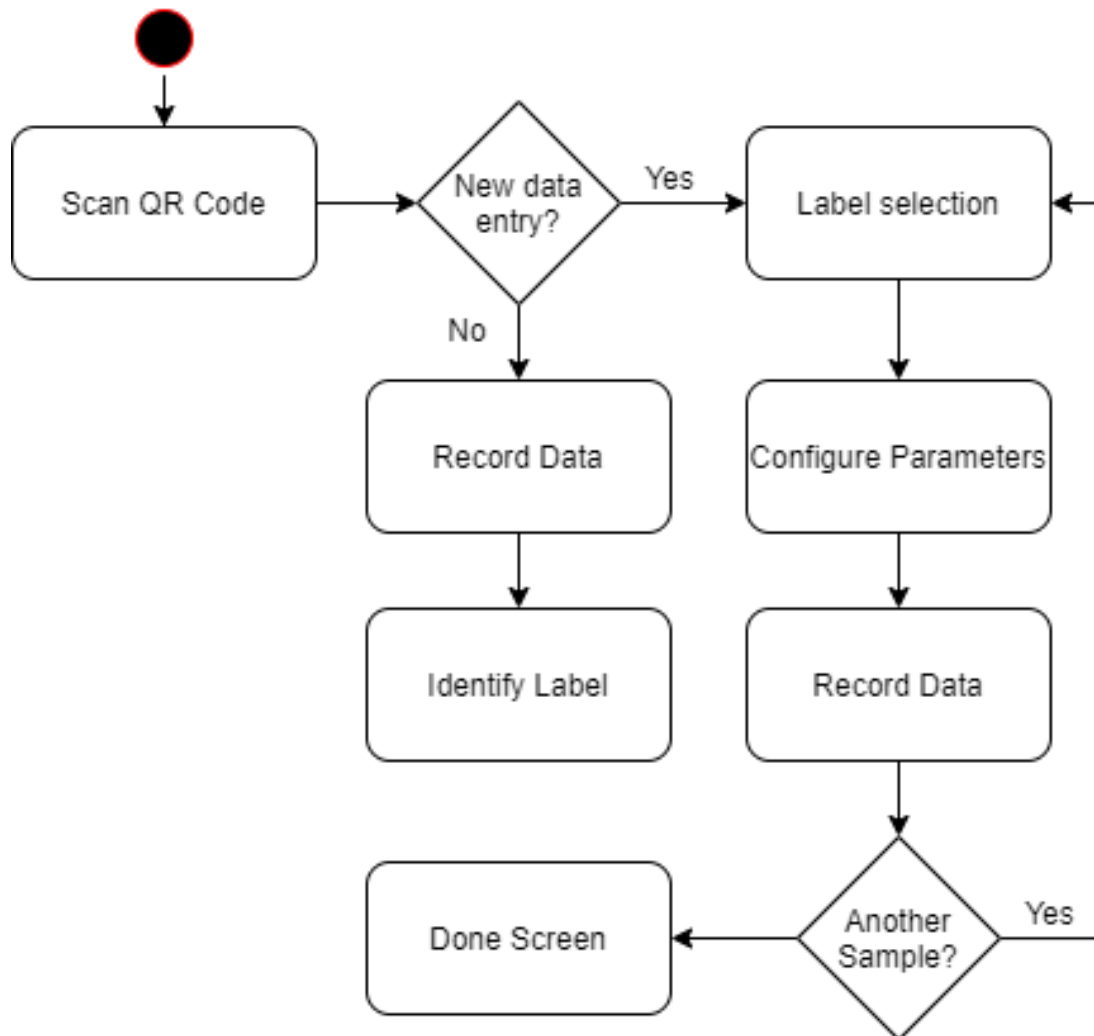 Scan QR Code
New data
entry?
Yes
Label selection
No
Record Data
Configure Parameters
Identify Label
Record Data
Done Screen
Another
Sample?
Yes